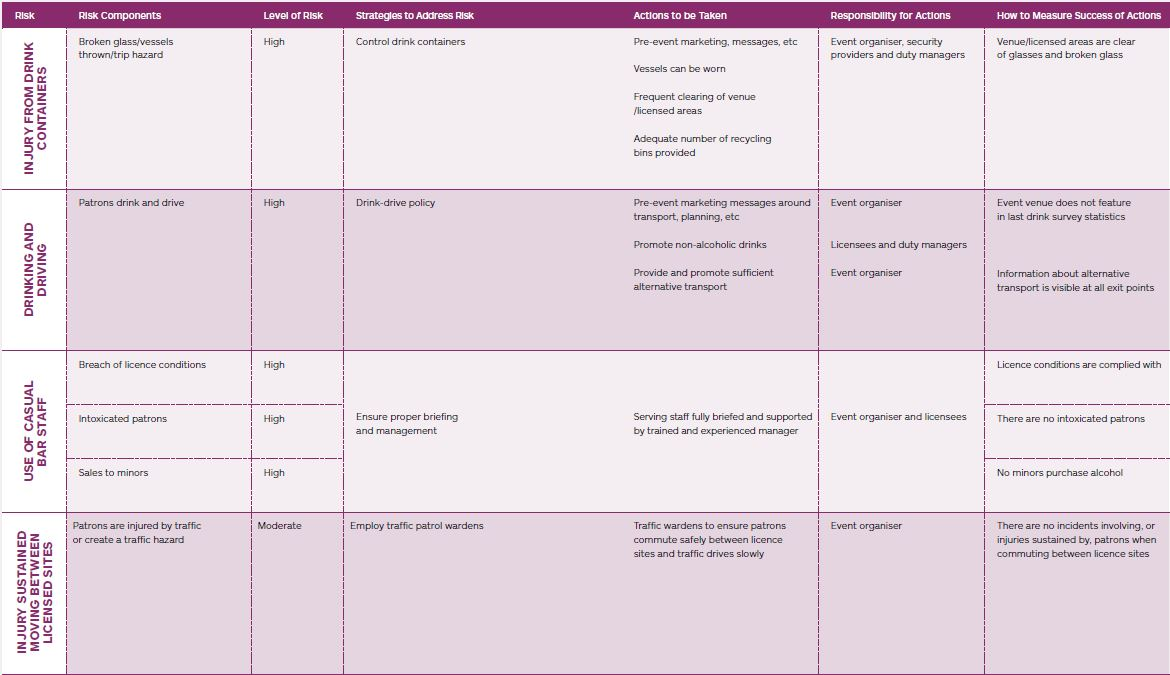 Risk
Risk Components
Level of Risk
Strategies to Address Risk
Actions to be Taken
Responsibility for Actions
How to Measure Success of Actions
INJURY FROM DRINK
CONTAINERS
Broken glass/vessels
thrown/trip hazard
High
Control drink containers
Pre-event marketing, messages, etc
Vessels can be worn
Frequent clearing of venue
/licensed areas
Adequate number of recycling
bins provided
Event organiser, security
providers and duty managers
Venue/licensed areas are clear
of glasses and broken glass
DRINKING AND
DRIVING
Patrons drink and drive
High
Drink-drive policy
Pre-event marketing messages around
transport, planning, etc
Promote non-alcoholic drinks
Provide and promote sufficient
alternative transport
Event organiser
Licensees and duty managers
Event organiser
Event venue does not feature
in last drink survey statistics
Information about alternative
transport is visible at all exit points
USE OF CASUAL
BAR STAFF
Breach of licence conditions
High
Licence conditions are complied with
Intoxicated patrons
High
Ensure proper briefing
and management
Serving staff fully briefed and supported
by trained and experienced manager
Event organiser and licensees
There are no intoxicated patrons
Sales to minors
High
No minors purchase alcohol
INJURY SUSTAINED
MOVING BETWEEN
LICENSED SITES
Patrons are injured by traffic
or create a traffic hazard
Moderate
Employ traffic patrol wardens
Traffic wardens to ensure patrons
commute safely between licence
sites and traffic drives slowly
Event organiser
There are no incidents involving, or
injuries sustained by, patrons when
commuting between licence sites